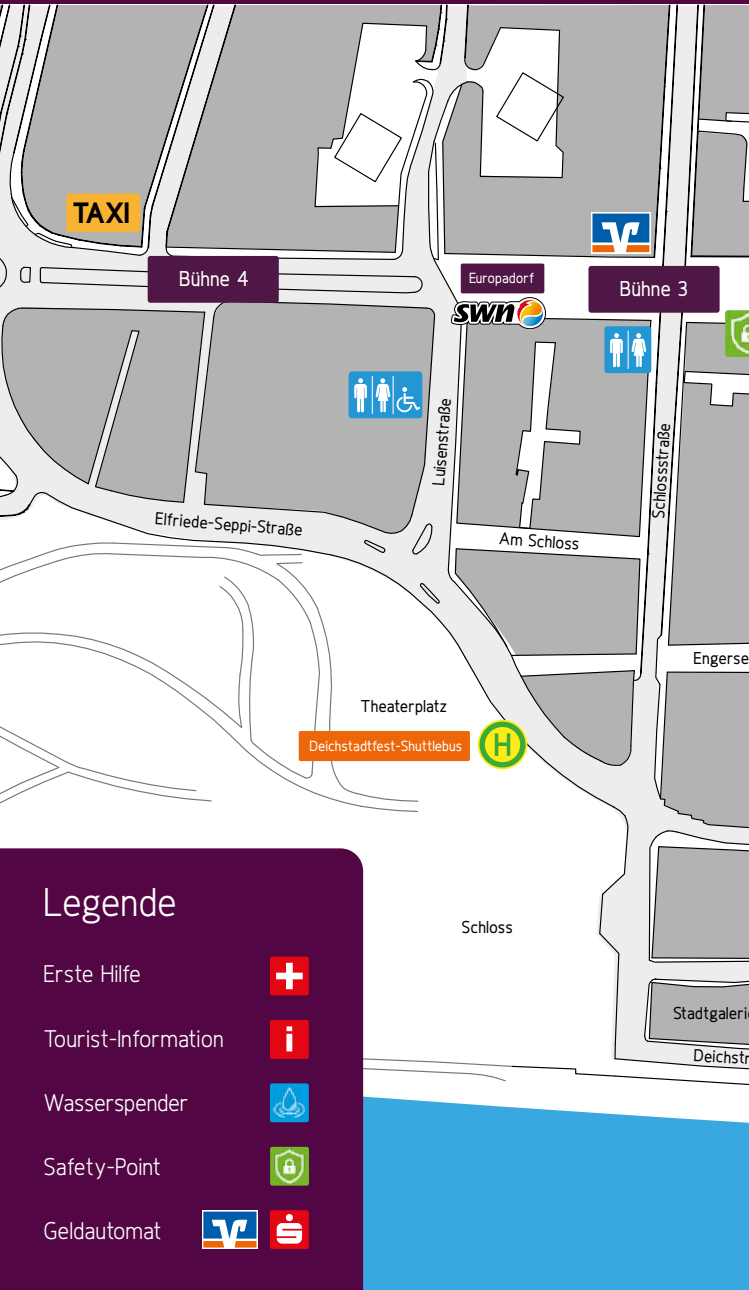 TAXI
Bühne 4
Europadorf
swn
Bühne 3
Luisenstraße
Schlossstraße
Elfriede-Seppi-Straße
Am Schloss
Engerse
Theaterplatz
Deichstadtfest-Shuttlebus
H
Schloss
Stadtgaleri
Deichstr
Legende
Erste Hilfe
Tourist-Information
i
Wasserspender
Safety-Point
Geldautomat